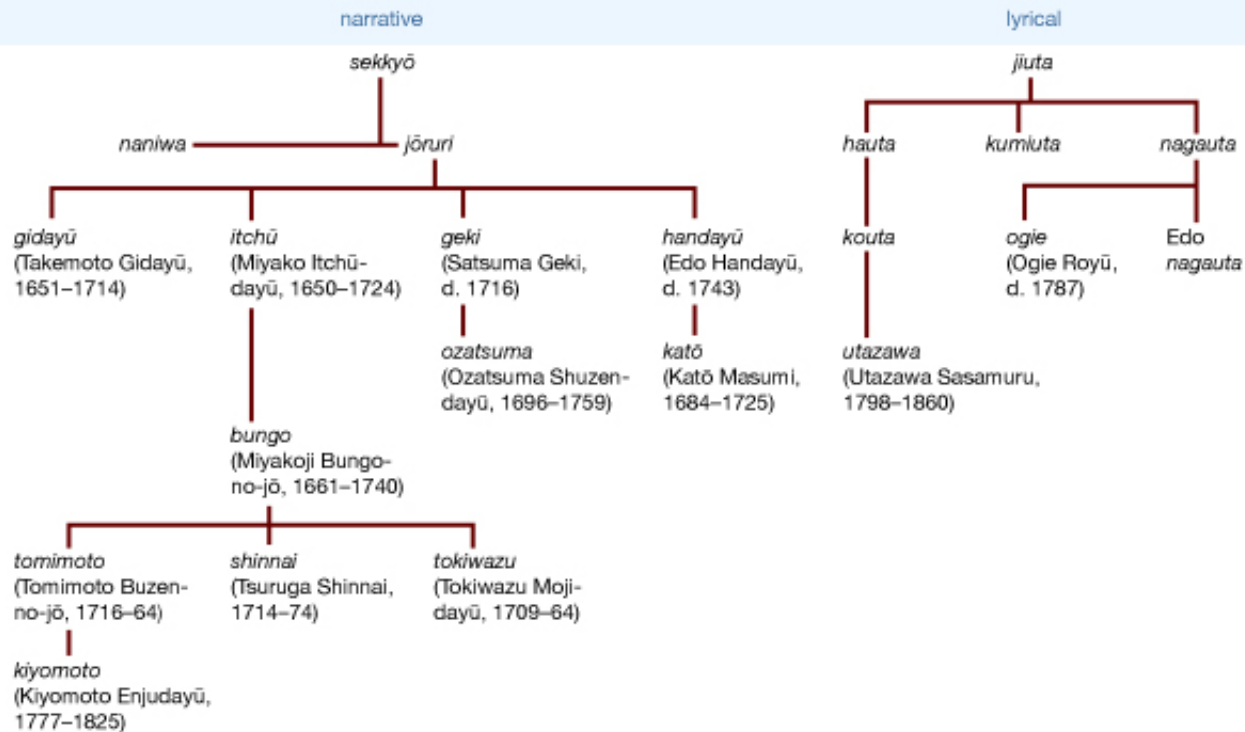 narrative
lyrical
sekkyō
jiuta
naniwa
jōruri
hauta
kumiuta
nagauta
gidayū
(Takemoto Gidayū,
1651–1714)
itchū
(Miyako Itchū-
dayū, 1650–1724)
geki
(Satsuma Geki,
d. 1716)
handayū
(Edo Handayū,
d. 1743)
kouta
ogie
(Ogie Royū,
d. 1787)
Edo
nagauta
ozatsuma
(Ozatsuma Shuzen-
dayū, 1696–1759)
katō
(Katō Masumi,
1684–1725)
utazawa
(Utazawa Sasamuru,
1798–1860)
bungo
(Miyakoji Bungo-
no-jō, 1661–1740)
tomimoto
(Tomimoto Buzen-
no-jō, 1716–64)
shinnai
(Tsuruga Shinnai,
1714–74)
tokiwazu
(Tokiwazu Moji-
dayū, 1709–64)
kiyomoto
(Kiyomoto Enjudayū,
1777–1825)